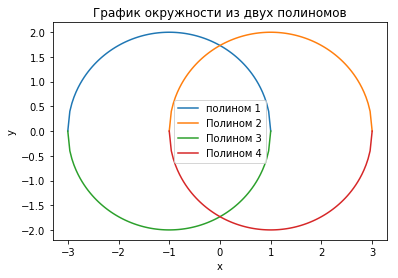 График окружности из двух полиномов
2.0
1.5
1.0
0.5
0.0
−0.5
−1.0
−1.5
−2.0
y
полином 1
Полином 2
Полином 3
Полином 4
−3 −2 −1 0 1 2 3
x